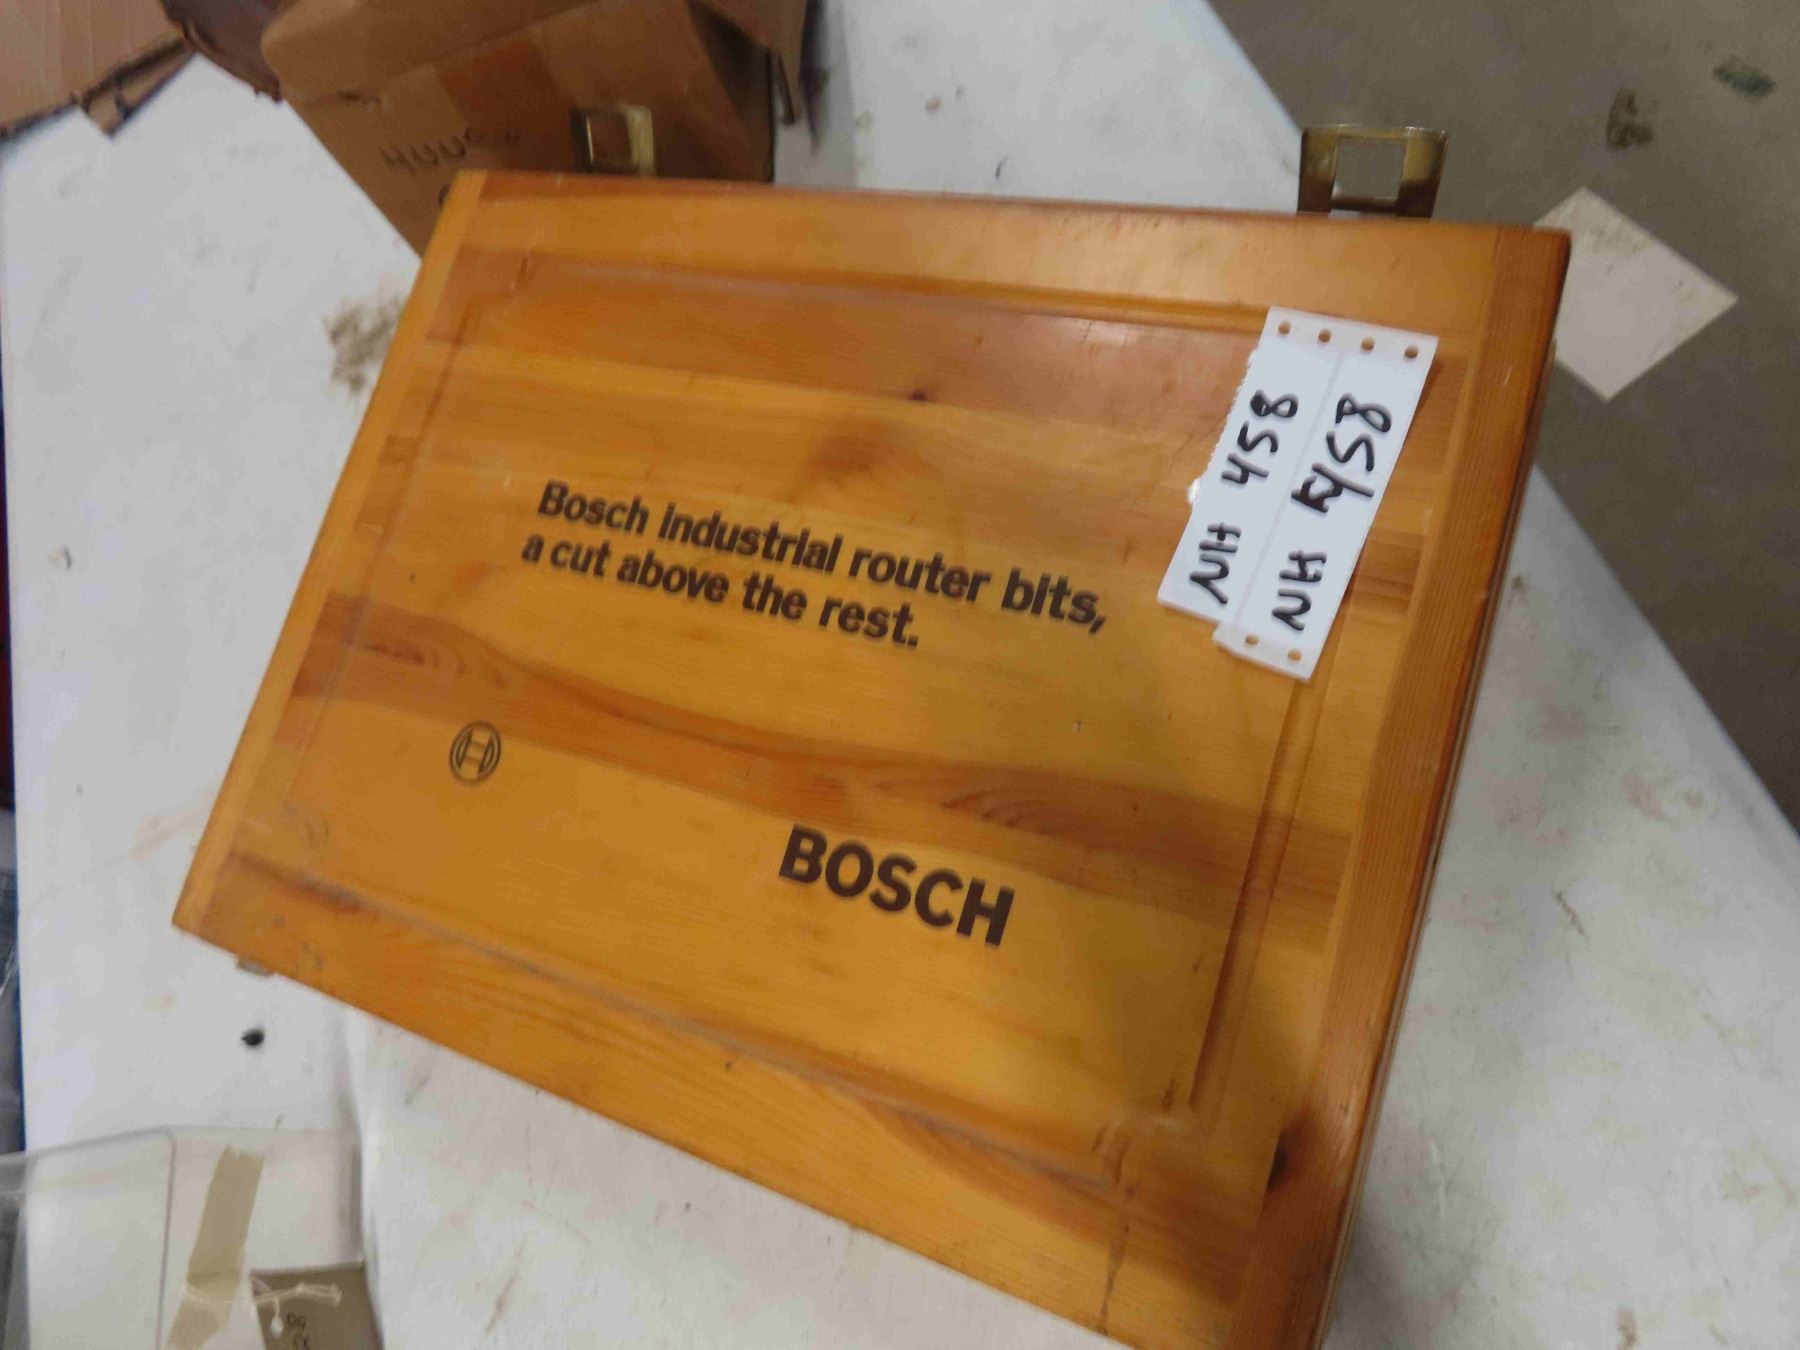 Bosch industrial router bits,
a cut above the rest.
BOSCH
NH 458
NH 458